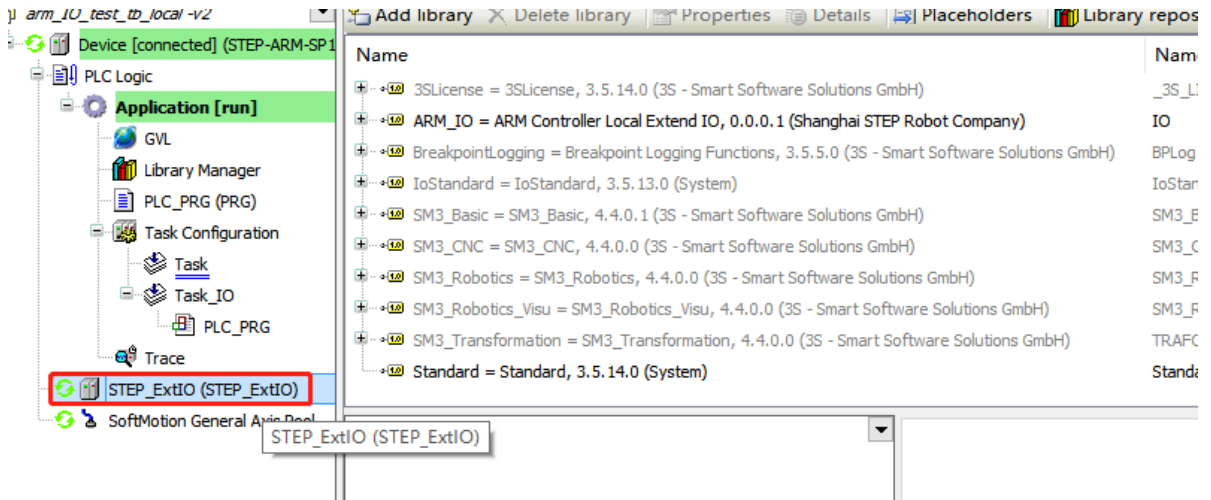 arm_IO_test_tb_local -v2
Add library Delete library Properties Details Placeholders Library repos
Device [connected] (STEP-ARM-SP1
PLC Logic
Application [run]
GVL
Library Manager
PLC_PRG (PRG)
Task Configuration
Task
Task_IO
PLC_PRG
Trace
STEP_ExtIO (STEP_ExtIO)
SoftMotion General Axis Pool
STEP_ExtIO (STEP_ExtIO)
Name Nam
3SLicense = 3SLicense, 3.5.14.0 (3S - Smart Software Solutions GmbH) _3S_LI
ARM_IO = ARM Controller Local Extend IO, 0.0.0.1 (Shanghai STEP Robot Company) IO
BreakpointLogging = Breakpoint Logging Functions, 3.5.5.0 (3S - Smart Software Solutions GmbH) BPLog
IoStandard = IoStandard, 3.5.13.0 (System) IoStan
SM3_Basic = SM3_Basic, 4.4.0.1 (3S - Smart Software Solutions GmbH) SM3_B
SM3_CNC = SM3_CNC, 4.4.0.0 (3S - Smart Software Solutions GmbH) SM3_C
SM3_Robotics = SM3_Robotics, 4.4.0.0 (3S - Smart Software Solutions GmbH) SM3_R
SM3_Robotics_Visu = SM3_Robotics_Visu, 4.4.0.0 (3S - Smart Software Solutions GmbH) SM3_R
SM3_Transformation = SM3_Transformation, 4.4.0.0 (3S - Smart Software Solutions GmbH) TRAFO
Standard = Standard, 3.5.14.0 (System) Standa